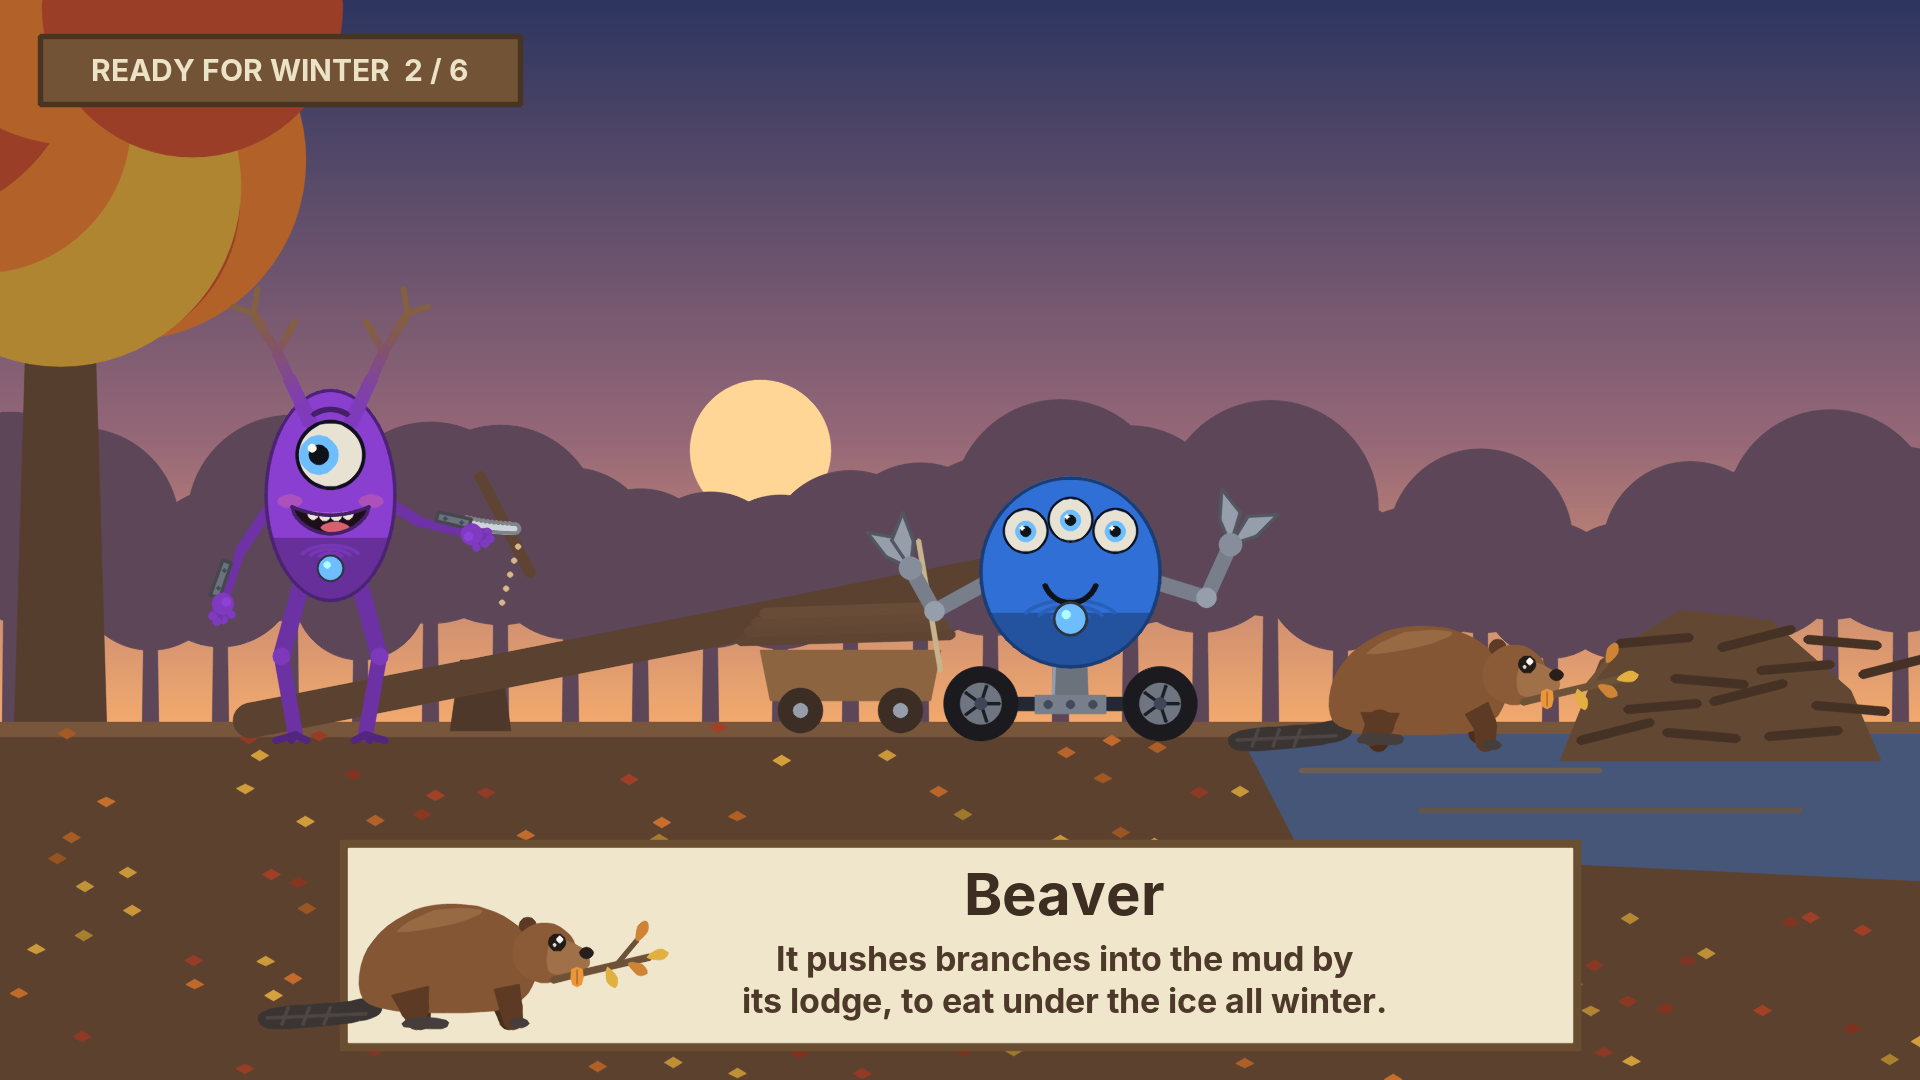 READY FOR WINTER 2 / 6
Beaver
It pushes branches into the mud by
its lodge, to eat under the ice all winter.